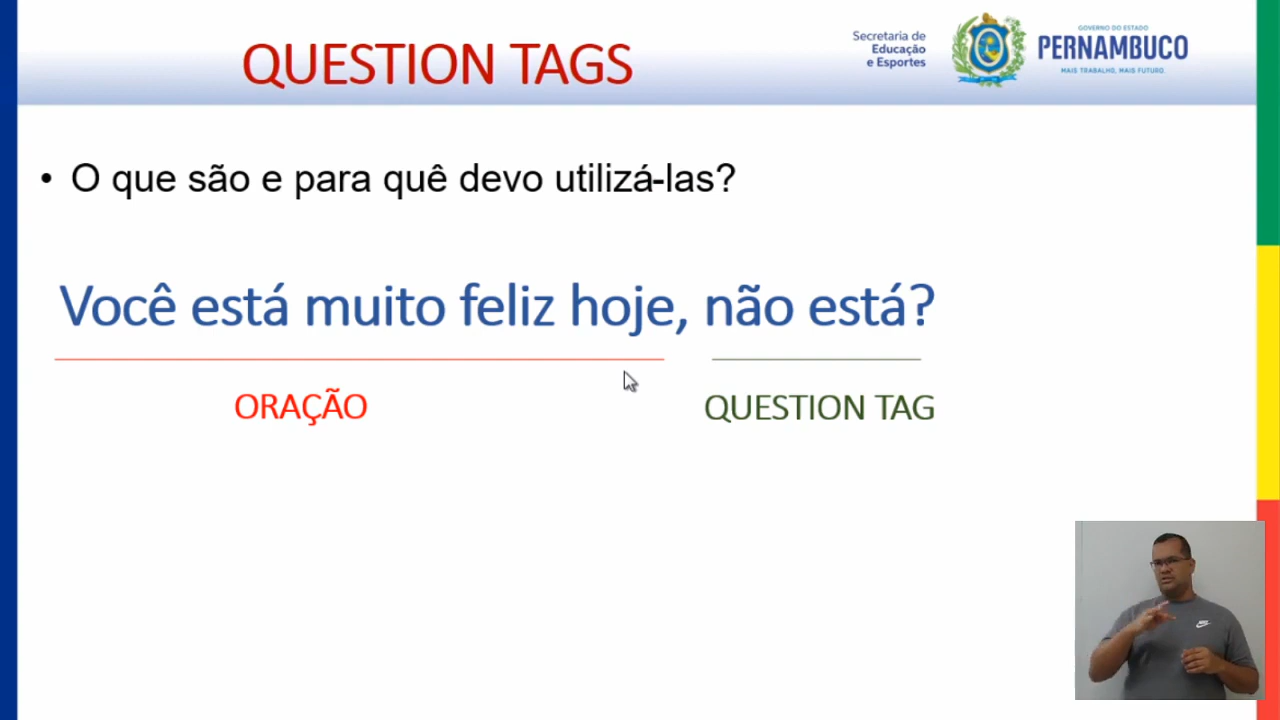 QUESTION TAGS
Secretaria de
Educação
e Esportes
GOVERNO DO ESTADO
PERNAMBUCO
MAIS TRABALHO, MAIS FUTURO.
• O que são e para quê devo utilizá-las?
Você está muito feliz hoje, não está?
ORAÇÃO
QUESTION TAG